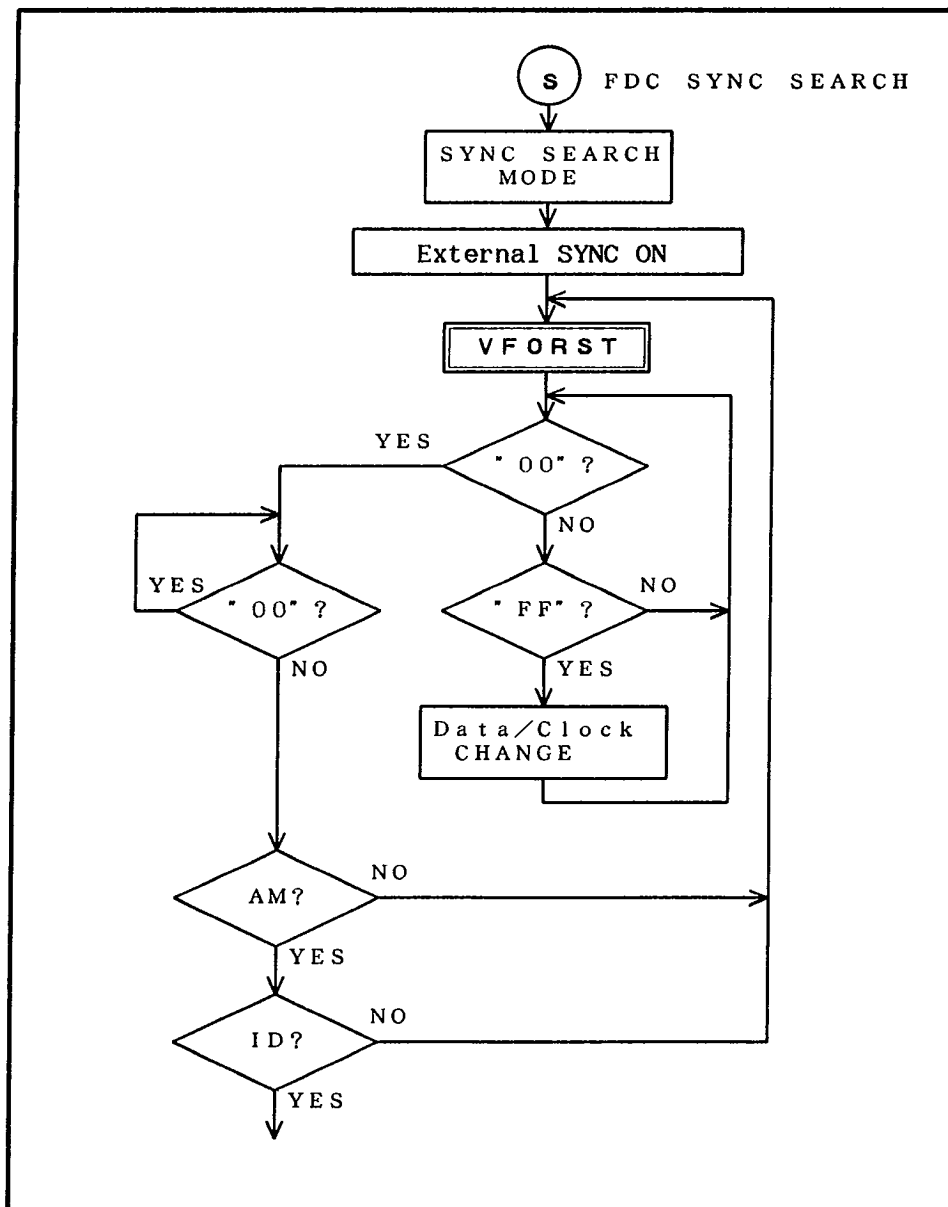 S FDC SYNC SEARCH
SYNC SEARCH
MODE
External SYNC ON
VFORST
YES
"00"?
NO
YES
"00"?
"FF"?
NO
NO
YES
Data/Clock
CHANGE
NO
AM?
YES
NO
ID?
YES